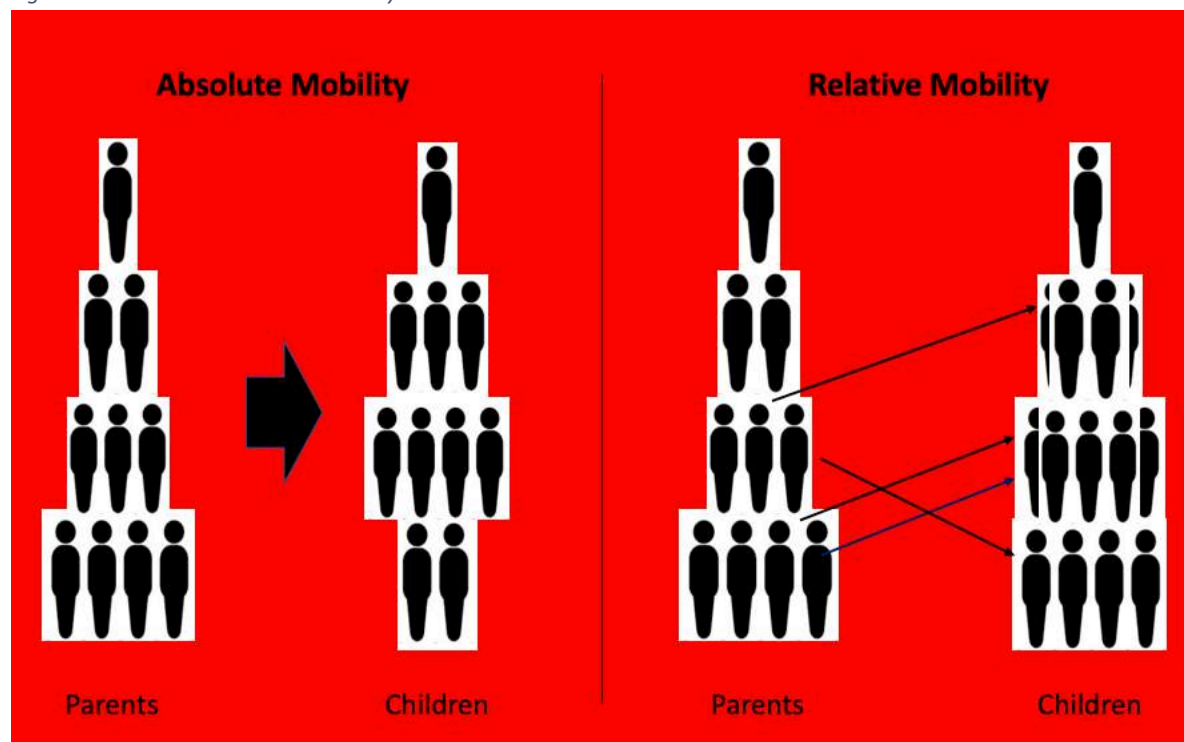 Absolute Mobility
Relative Mobility
Parents
Children
Parents
Children